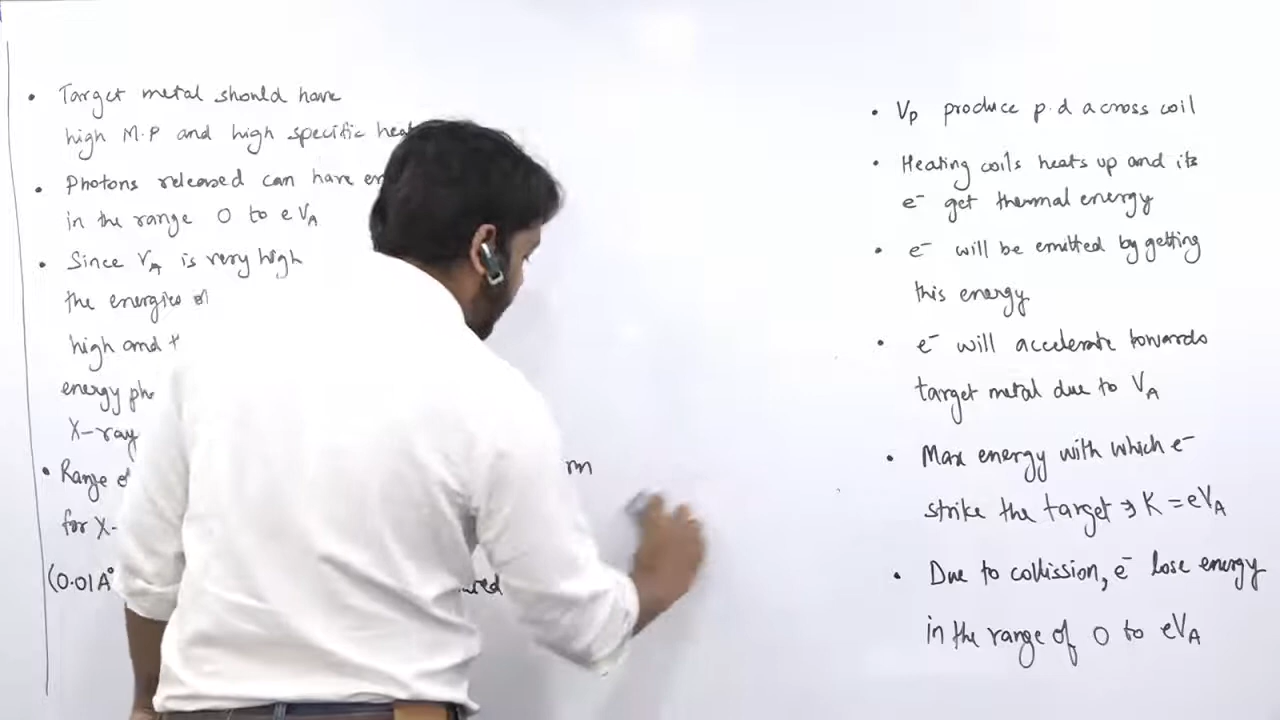 • Target metal should have
high M.P and high specific heat
• Photons released can have
in the range 0 to eVA
• Since VA is very high
the energies
high and
energy
X-ray
• Range
for X-
(0.01A°
m
• VP produce p.d across coil
• Heating coils heats up and its
e⁻ get thermal energy
• e⁻ will be emitted by getting
this energy
• e⁻ will accelerate towards
target metal due to VA
• Max energy with which e⁻
strike the target ⇒ K = eVA
• Due to collission, e⁻ lose energy
in the range of 0 to eVA